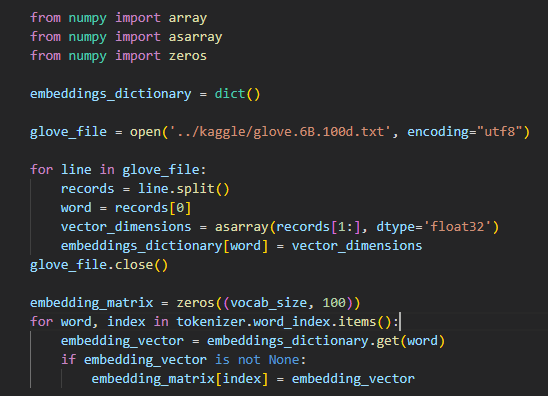 from numpy import array
from numpy import asarray
from numpy import zeros
embeddings_dictionary = dict()
glove_file = open('../kaggle/glove.6B.100d.txt', encoding="utf8")
for line in glove_file:
    records = line.split()
    word = records[0]
    vector_dimensions = asarray(records[1:], dtype='float32')
    embeddings_dictionary[word] = vector_dimensions
glove_file.close()
embedding_matrix = zeros((vocab_size, 100))
for word, index in tokenizer.word_index.items():
    embedding_vector = embeddings_dictionary.get(word)
    if embedding_vector is not None:
        embedding_matrix[index] = embedding_vector